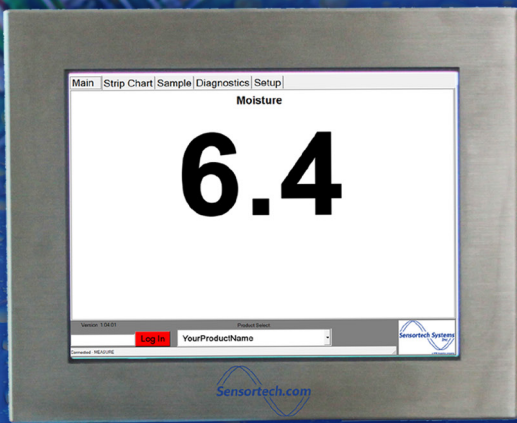 Main Strip Chart Sample Diagnostics Setup
Moisture
6.4
Version 1.04.01 Product Select
Log In YourProductName
Connected : MEASURE
Sensortech Systems
Sensortech.com